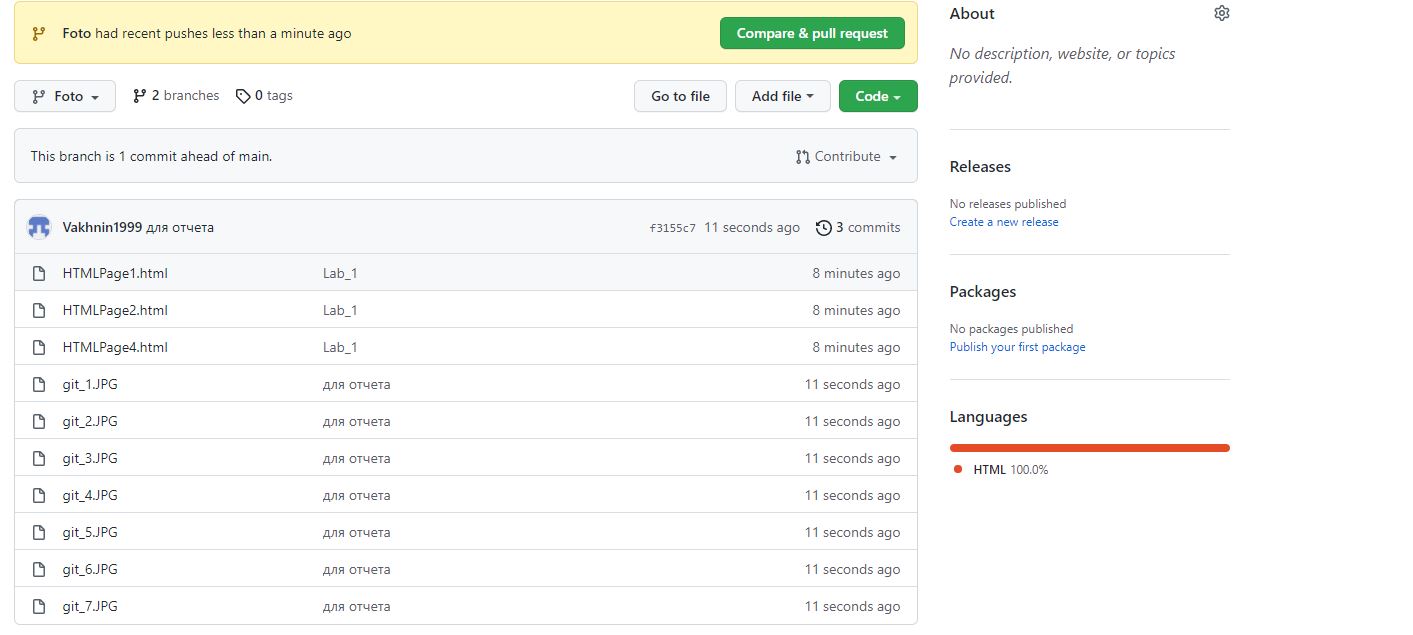 Foto had recent pushes less than a minute ago
Compare & pull request
Foto
2 branches
0 tags
Go to file
Add file
Code
This branch is 1 commit ahead of main.
Contribute
Vakhnin1999 для отчета f3155c7 11 seconds ago 3 commits
HTMLPage1.html Lab_1 8 minutes ago
HTMLPage2.html Lab_1 8 minutes ago
HTMLPage4.html Lab_1 8 minutes ago
git_1.JPG для отчета 11 seconds ago
git_2.JPG для отчета 11 seconds ago
git_3.JPG для отчета 11 seconds ago
git_4.JPG для отчета 11 seconds ago
git_5.JPG для отчета 11 seconds ago
git_6.JPG для отчета 11 seconds ago
git_7.JPG для отчета 11 seconds ago
About
No description, website, or topics
provided.
Releases
No releases published
Create a new release
Packages
No packages published
Publish your first package
Languages
HTML 100.0%